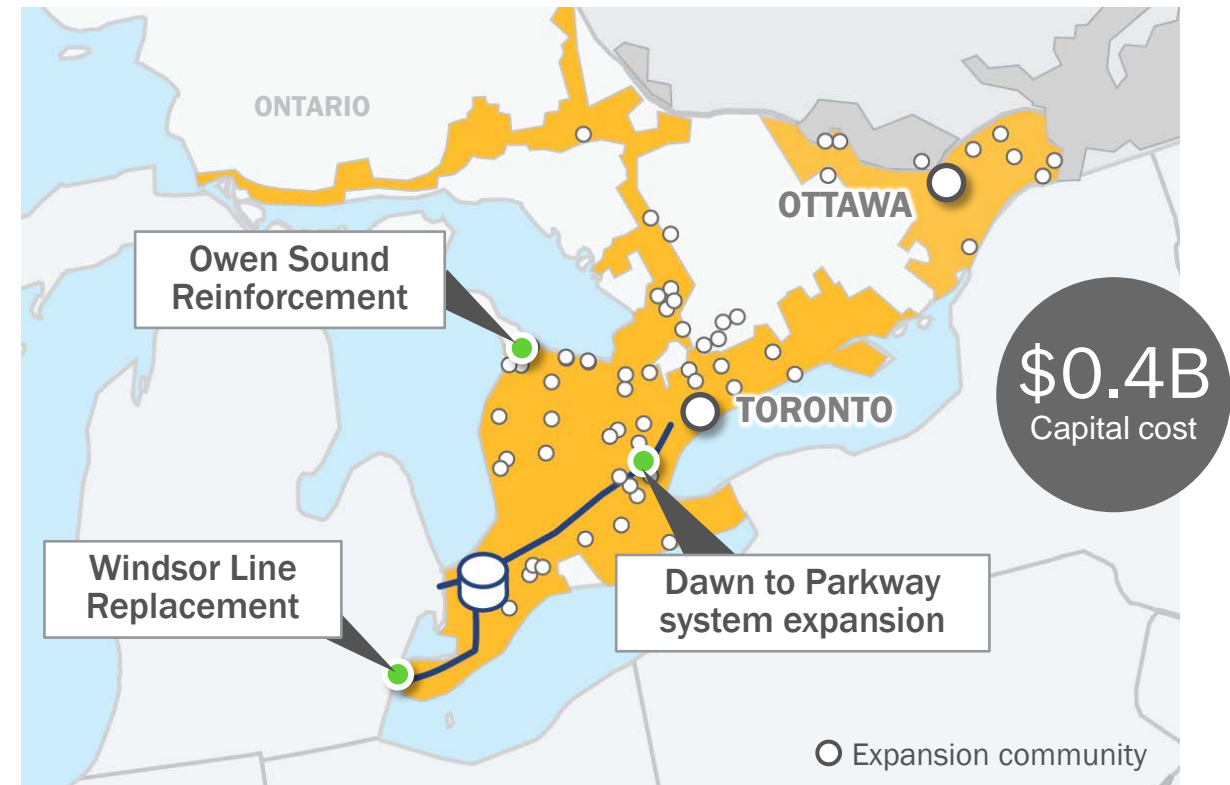 ONTARIO
OTTAWA
Owen Sound
Reinforcement
$0.4B
Capital cost
TORONTO
Windsor Line
Replacement
Dawn to Parkway
system expansion
Expansion community